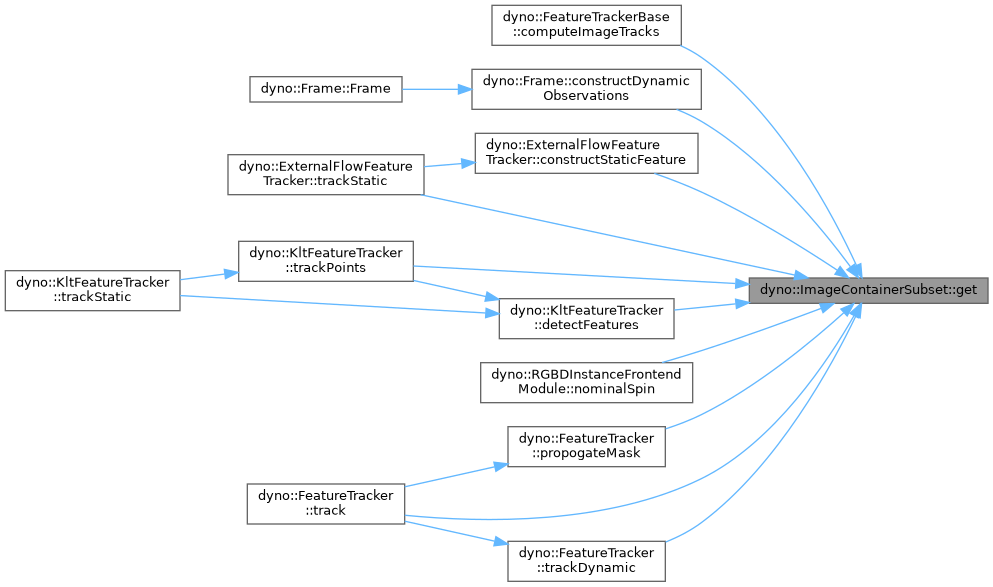 dyno::FeatureTrackerBase
::computeImageTracks
dyno::Frame::Frame
dyno::Frame::constructDynamic
Observations
dyno::ExternalFlowFeature
Tracker::constructStaticFeature
dyno::ExternalFlowFeature
Tracker::trackStatic
dyno::KltFeatureTracker
::trackPoints
dyno::KltFeatureTracker
::trackStatic
dyno::ImageContainerSubset::get
dyno::KltFeatureTracker
::detectFeatures
dyno::RGBDInstanceFrontend
Module::nominalSpin
dyno::FeatureTracker
::propogateMask
dyno::FeatureTracker
::track
dyno::FeatureTracker
::trackDynamic